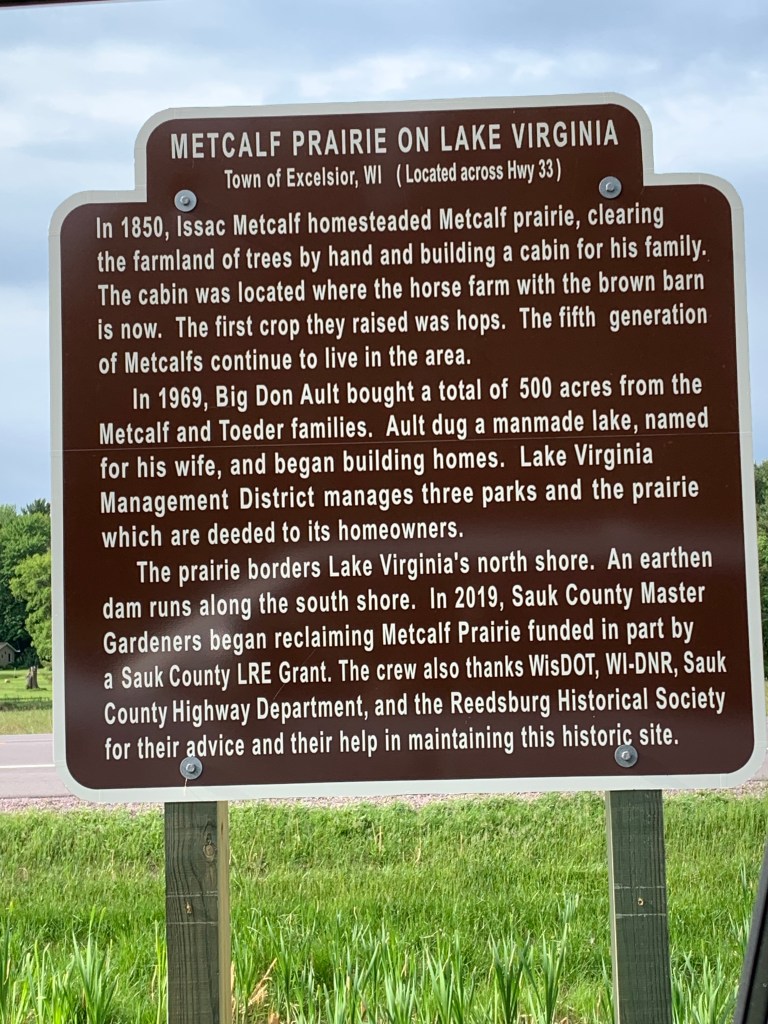 METCALF PRAIRIE ON LAKE VIRGINIA
Town of Excelsior, WI (Located across Hwy 33)
In 1850, Issac Metcalf homesteaded Metcalf prairie, clearing
the farmland of trees by hand and building a cabin for his family.
The cabin was located where the horse farm with the brown barn
is now. The first crop they raised was hops. The fifth generation
of Metcalfs continue to live in the area.
In 1969, Big Don Ault bought a total of 500 acres from the
Metcalf and Toeder families. Ault dug a manmade lake, named
for his wife, and began building homes. Lake Virginia
Management District manages three parks and the prairie
which are deeded to its homeowners.
The prairie borders Lake Virginia's north shore. An earthen
dam runs along the south shore. In 2019, Sauk County Master
Gardeners began reclaiming Metcalf Prairie funded in part by
a Sauk County LRE Grant. The crew also thanks WisDOT, WI-DNR, Sauk
County Highway Department, and the Reedsburg Historical Society
for their advice and their help in maintaining this historic site.